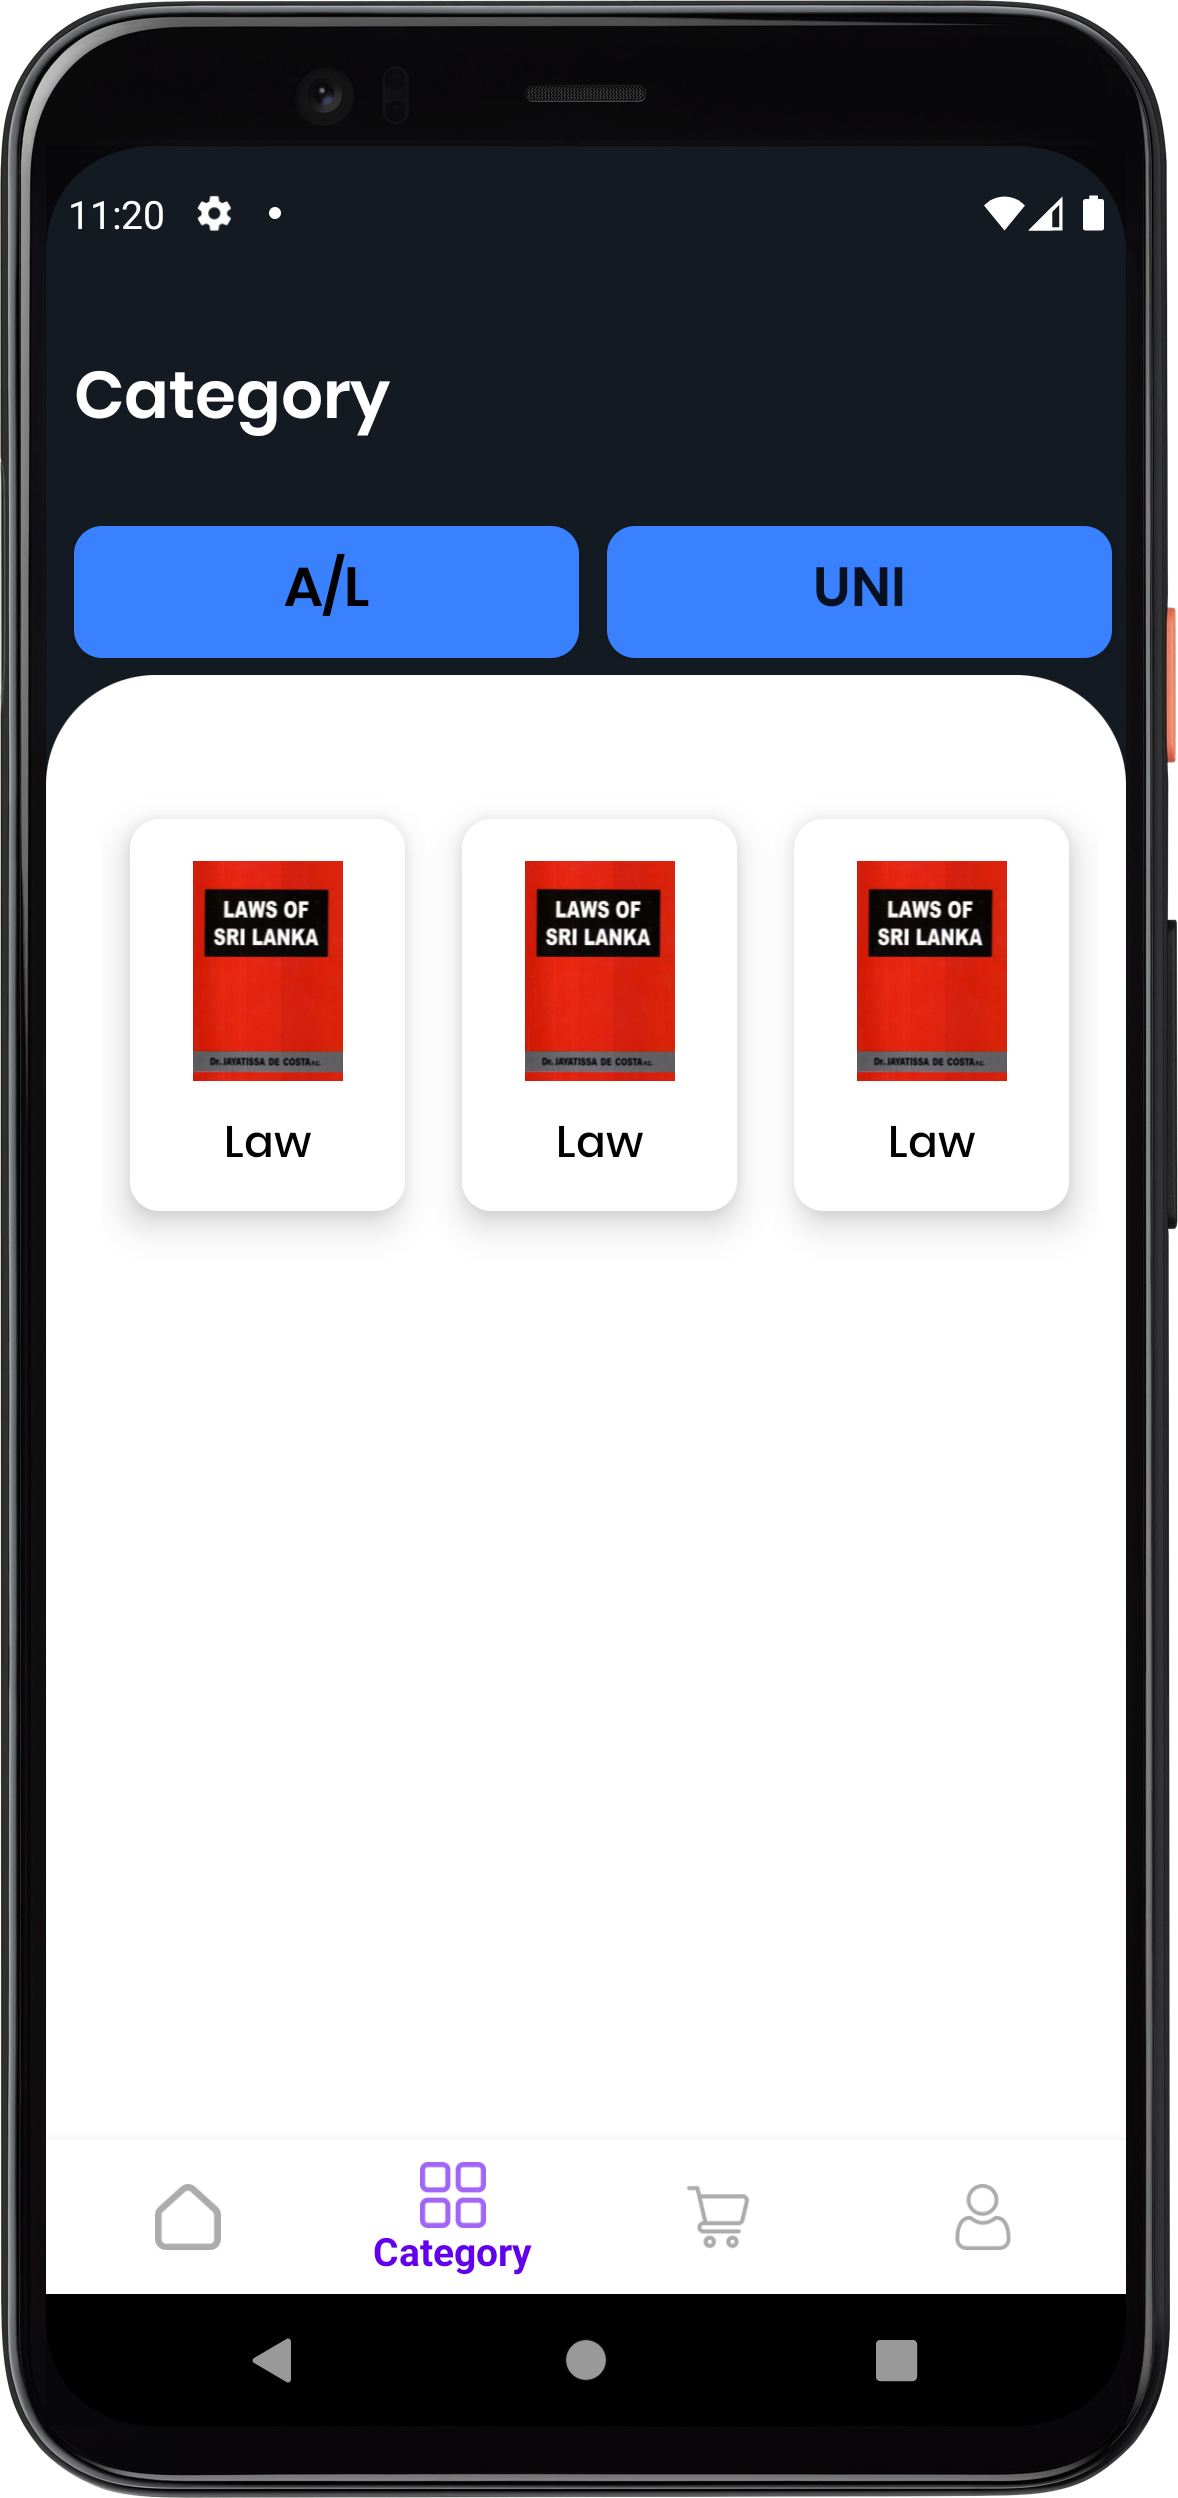 11:20
Category
A/L
UNI
LAWS OF
SRI LANKA
Dr. JAYATISSA DE COSTA P.C.
Law
LAWS OF
SRI LANKA
Dr. JAYATISSA DE COSTA P.C.
Law
LAWS OF
SRI LANKA
Dr. JAYATISSA DE COSTA P.C.
Law
Category